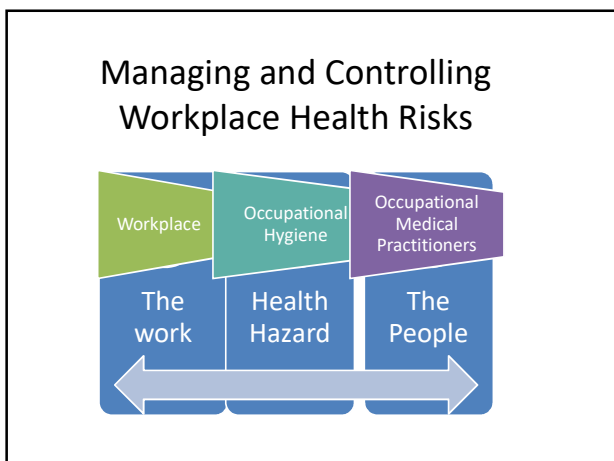 Managing and Controlling
Workplace Health Risks
Workplace
Occupational
Hygiene
Occupational
Medical
Practitioners
The
work
Health
Hazard
The
People